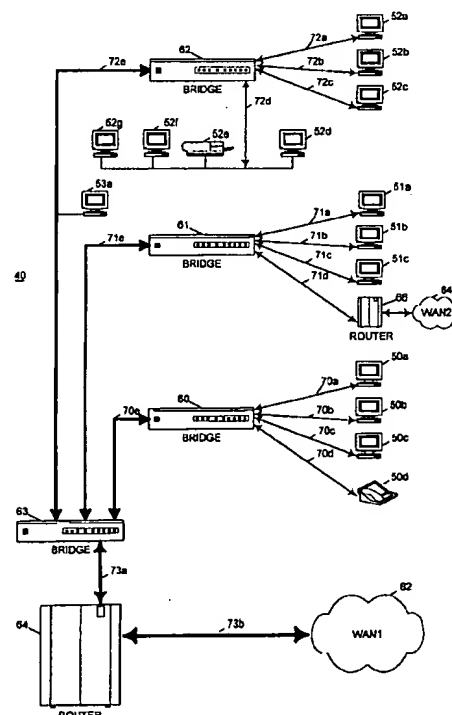 62
72e
BRIDGE
72a
52a
72b
52b
72c
52c
72d
52g
52f
52e
52d
53a
40
71e
61
BRIDGE
71a
51a
71b
51b
71c
51c
71d
66
64
ROUTER
WAN2
70e
60
BRIDGE
70a
50a
70b
50b
70c
50c
70d
50d
63
BRIDGE
73a
64
73b
62
WAN1
ROUTER